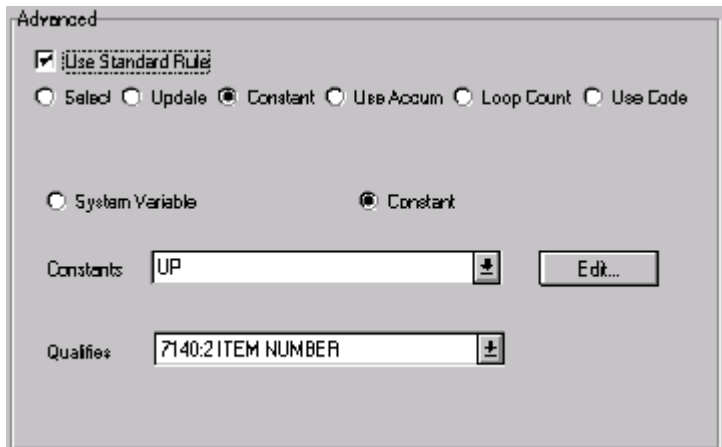 Advanced
Use Standard Rule
Select Update Constant Use Accum Loop Count Use Code
System Variable Constant
Constants UP Edit...
Qualifies 7140:2 ITEM NUMBER